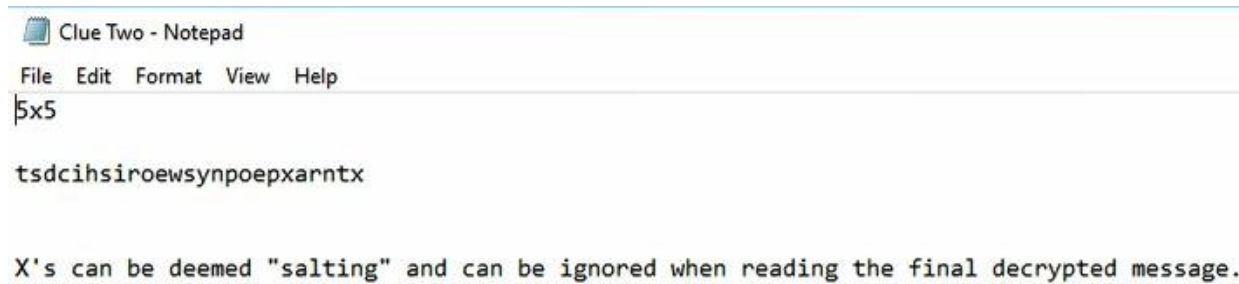 Clue Two - Notepad
File Edit Format View Help
5x5
tsdcihsiroewsynpoepxarntx
X's can be deemed "salting" and can be ignored when reading the final decrypted message.